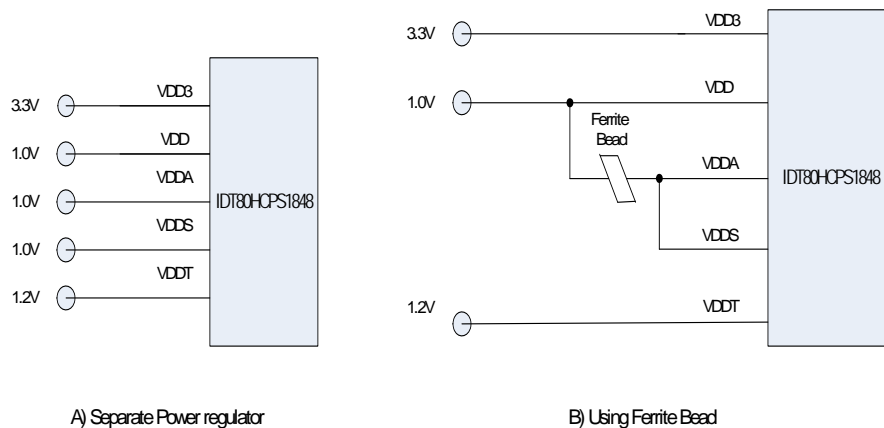 3.3V
VDD3
1.0V
VDD
1.0V
VDDA
1.0V
VDDS
1.2V
VDDT
IDT80HCPS1848
A) Separate Power regulator
3.3V
VDD3
1.0V
VDD
Ferrite
Bead
VDDA
VDDS
1.2V
VDDT
IDT80HCPS1848
B) Using Ferrite Bead